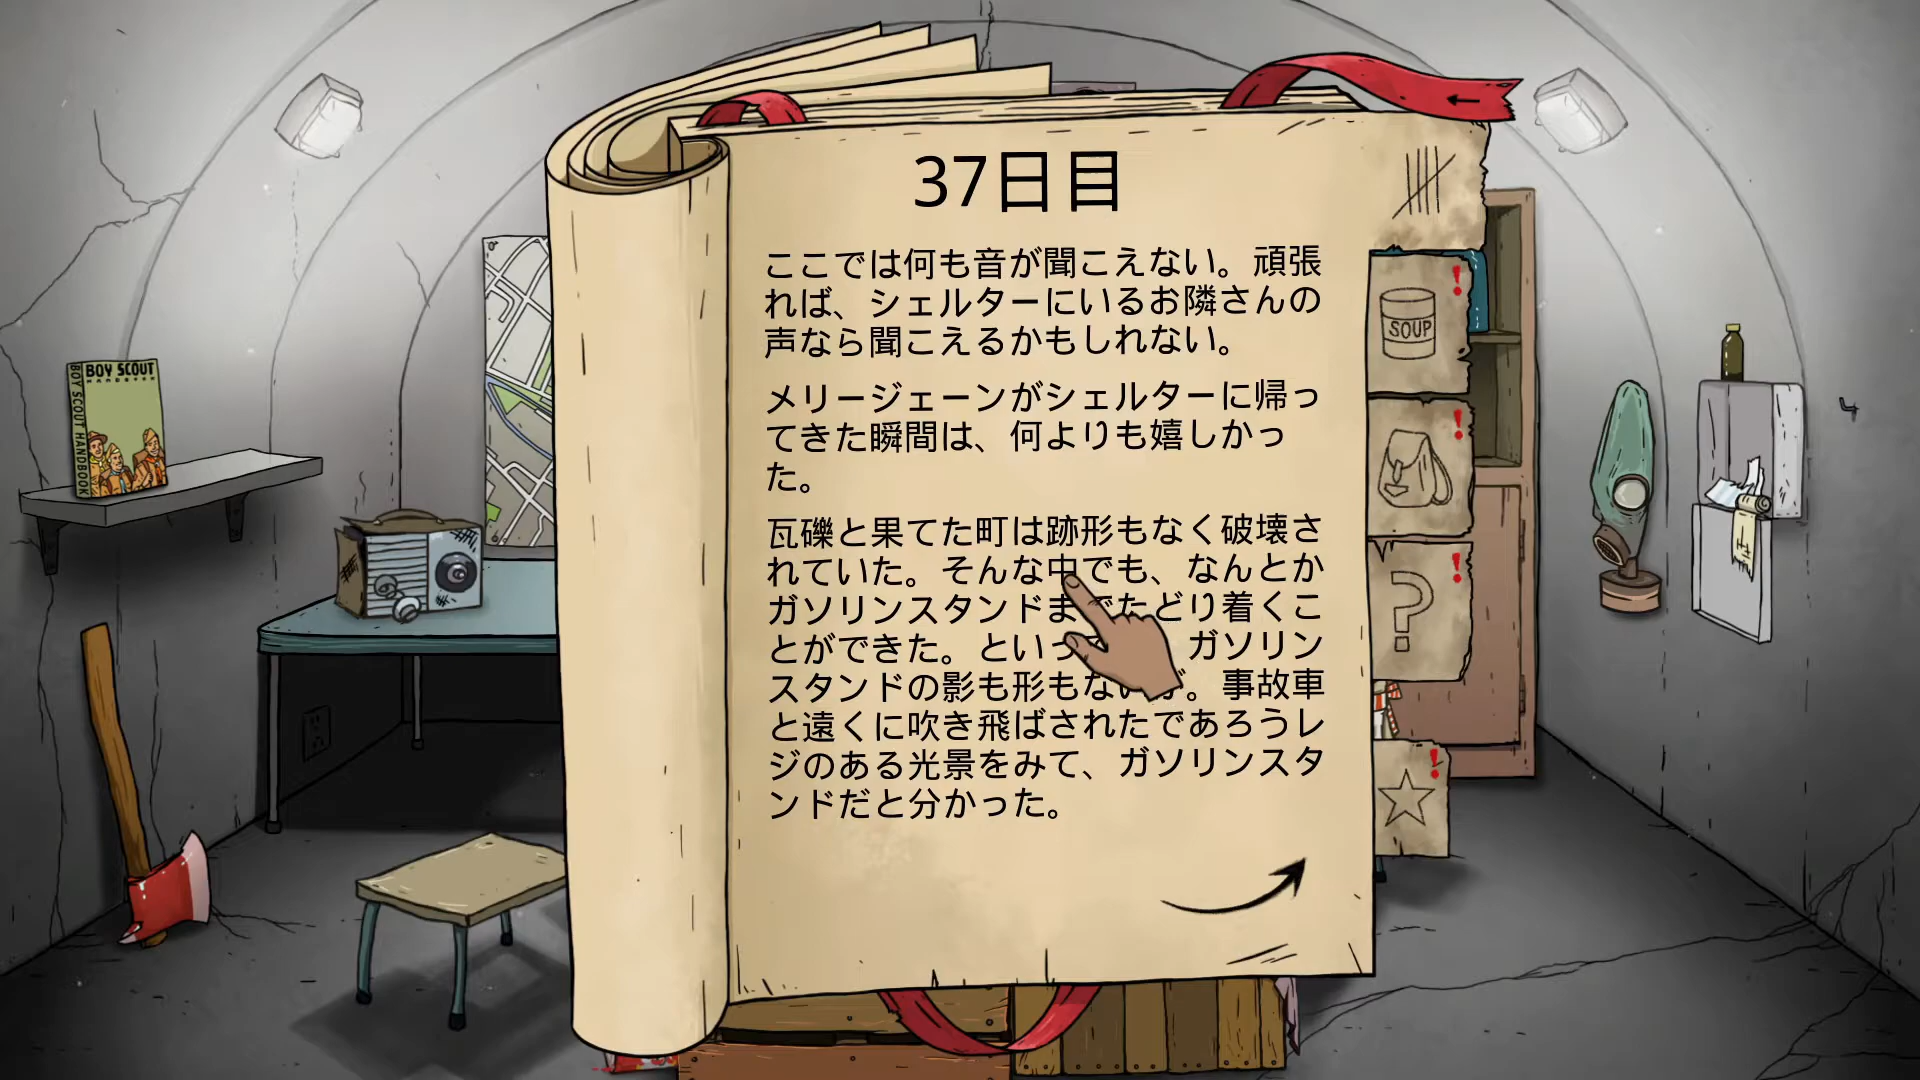 37日目
ここでは何も音が聞こえない。頑張
れば、シェルターにいるお隣さんの
声なら聞こえるかもしれない。
メリージェーンがシェルターに帰っ
てきた瞬間は、何よりも嬉しかっ
た。
瓦礫と果てた町は跡形もなく破壊さ
れていた。そんな中でも、なんとか
ガソリンスタンドまでたどり着くこ
とができた。といっ ガソリン
スタンドの影も形もないが。事故車
と遠くに吹き飛ばされたであろうレ
ジのある光景をみて、ガソリンスタ
ンドだと分かった。
SOUP
BOY SCOUT
HANDBOOK
BOY SCOUT HANDBOOK